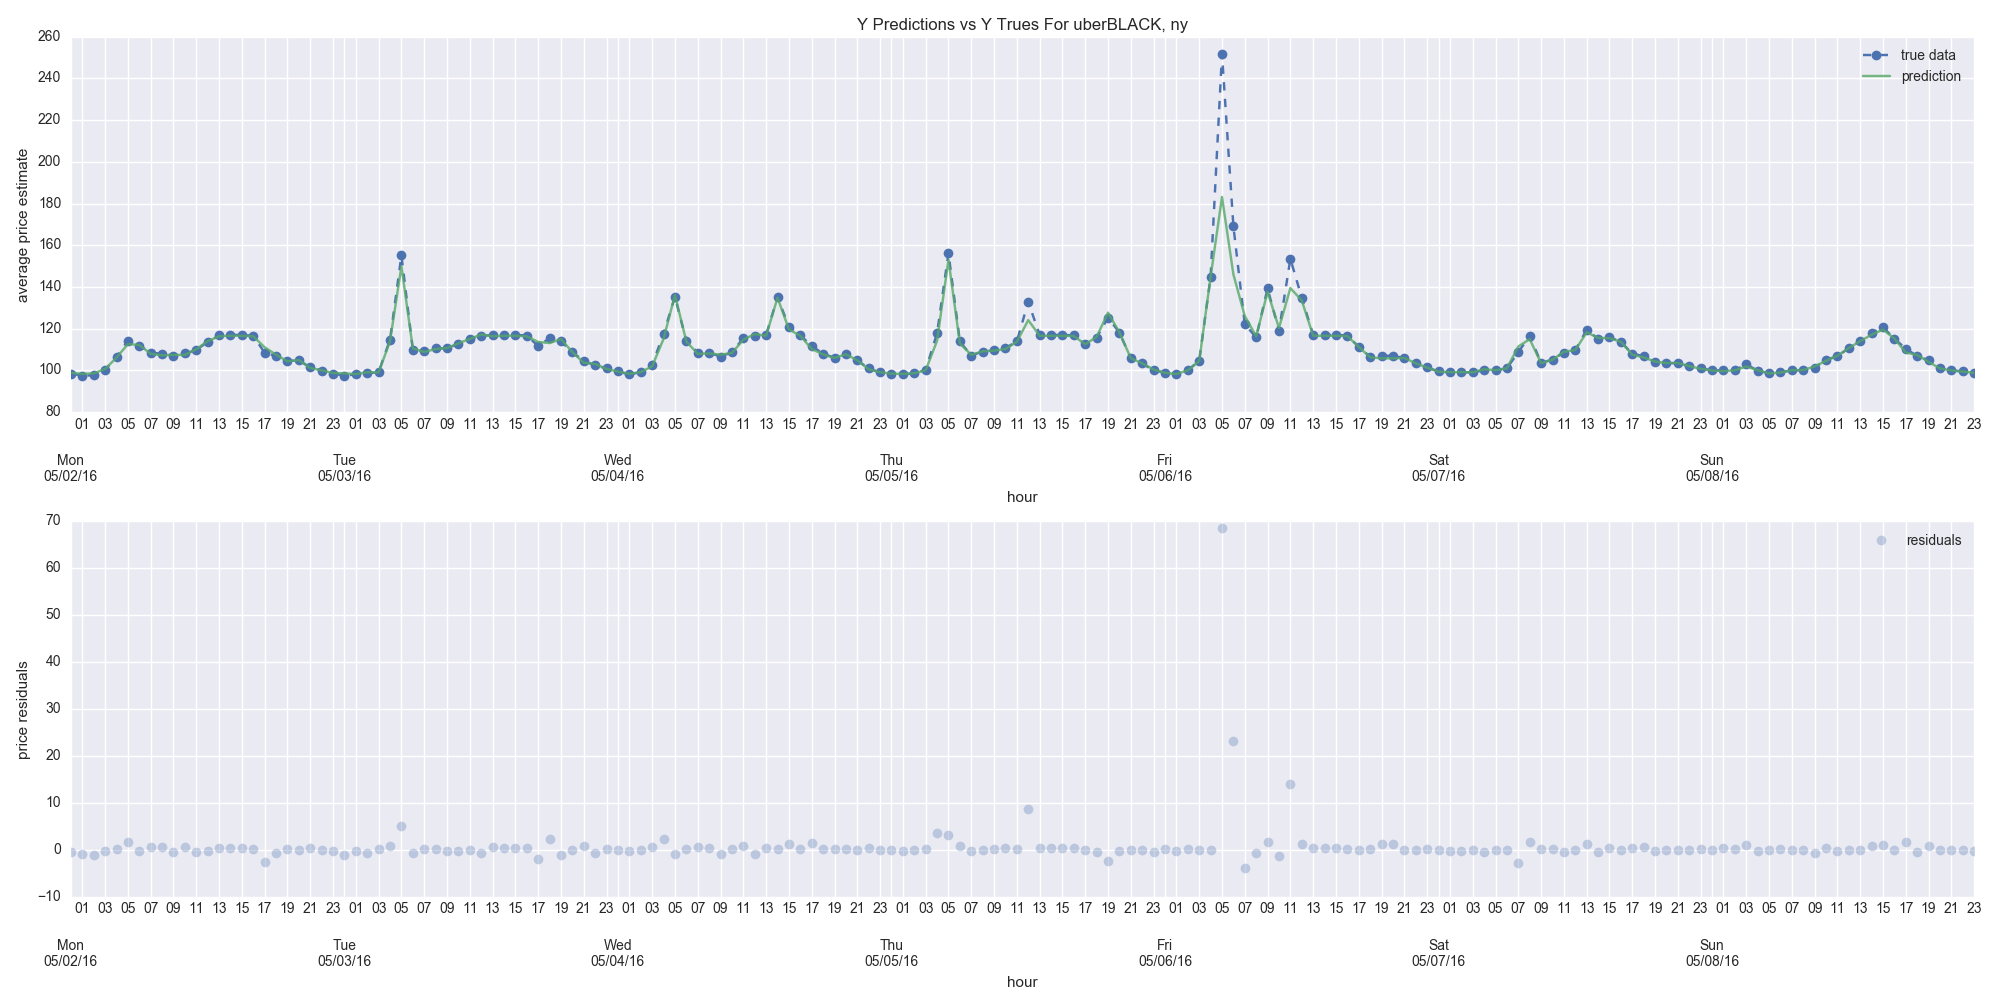 Y Predictions vs Y Trues For uberBLACK, ny
260
240
220
200
180
160
140
120
100
80
average price estimate
true data
prediction
01 03 05 07 09 11 13 15 17 19 21 23 01 03 05 07 09 11 13 15 17 19 21 23 01 03 05 07 09 11 13 15 17 19 21 23 01 03 05 07 09 11 13 15 17 19 21 23 01 03 05 07 09 11 13 15 17 19 21 23 01 03 05 07 09 11 13 15 17 19 21 23 01 03 05 07 09 11 13 15 17 19 21 23
Mon Tue Wed Thu Fri Sat Sun
05/02/16 05/03/16 05/04/16 05/05/16 05/06/16 05/07/16 05/08/16
hour
70
60
50
40
30
20
10
0
−10
price residuals
residuals
01 03 05 07 09 11 13 15 17 19 21 23 01 03 05 07 09 11 13 15 17 19 21 23 01 03 05 07 09 11 13 15 17 19 21 23 01 03 05 07 09 11 13 15 17 19 21 23 01 03 05 07 09 11 13 15 17 19 21 23 01 03 05 07 09 11 13 15 17 19 21 23 01 03 05 07 09 11 13 15 17 19 21 23
Mon Tue Wed Thu Fri Sat Sun
05/02/16 05/03/16 05/04/16 05/05/16 05/06/16 05/07/16 05/08/16
hour